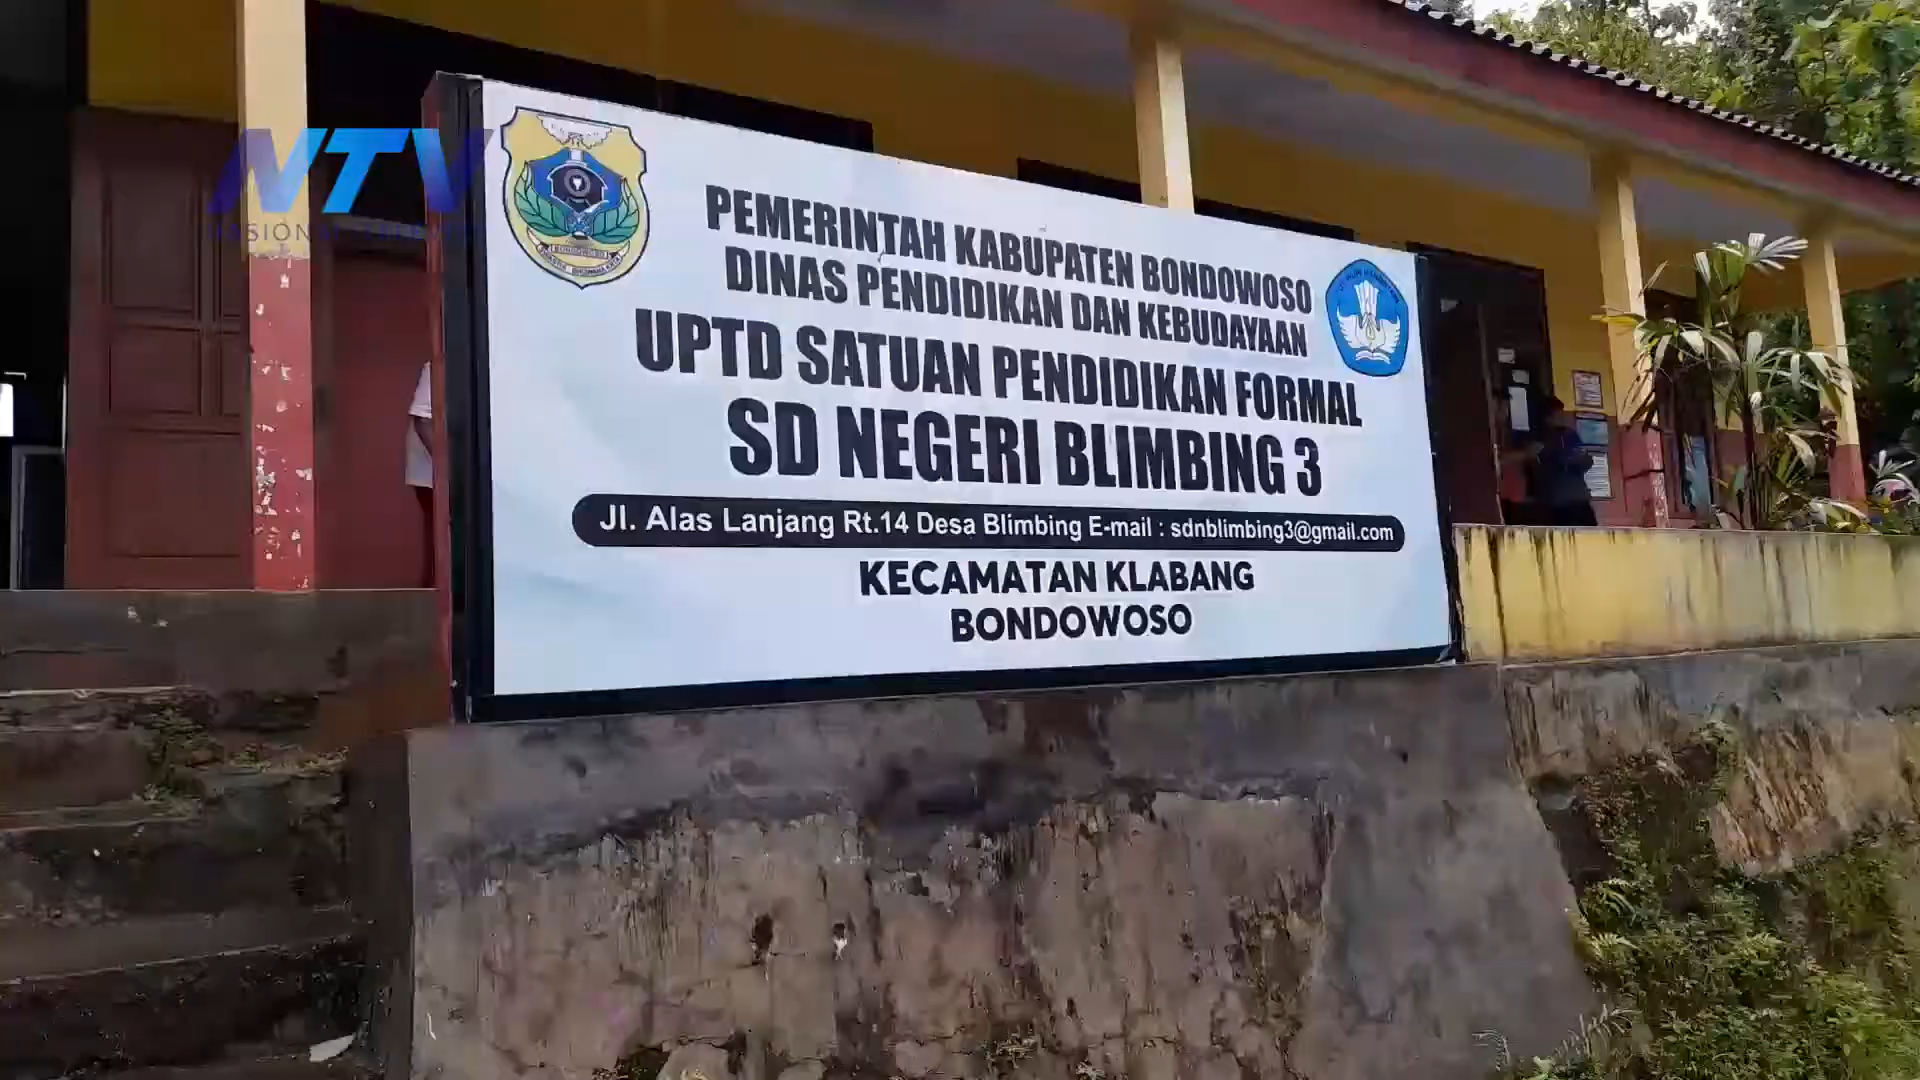 NTV
PEMERINTAH KABUPATEN BONDOWOSO
DINAS PENDIDIKAN DAN KEBUDAYAAN
UPTD SATUAN PENDIDIKAN FORMAL
SD NEGERI BLIMBING 3
Jl. Alas Lanjang Rt.14 Desa Blimbing E-mail : sdnblimbing3@gmail.com
KECAMATAN KLABANG
BONDOWOSO